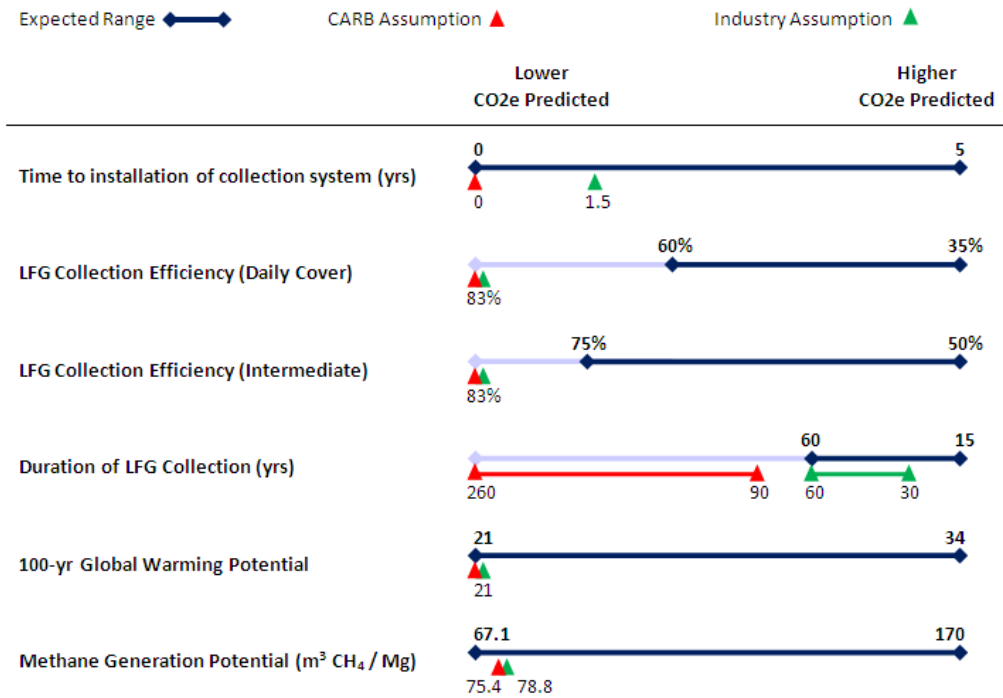 Expected Range CARB Assumption Industry Assumption
Lower Higher
CO2e Predicted CO2e Predicted
0 5
Time to installation of collection system (yrs)
0 1.5
60% 35%
LFG Collection Efficiency (Daily Cover)
83%
75% 50%
LFG Collection Efficiency (Intermediate)
83%
60 15
Duration of LFG Collection (yrs)
260 90 60 30
21 34
100-yr Global Warming Potential
21
67.1 170
Methane Generation Potential (m³ CH₄ / Mg)
75.4 78.8